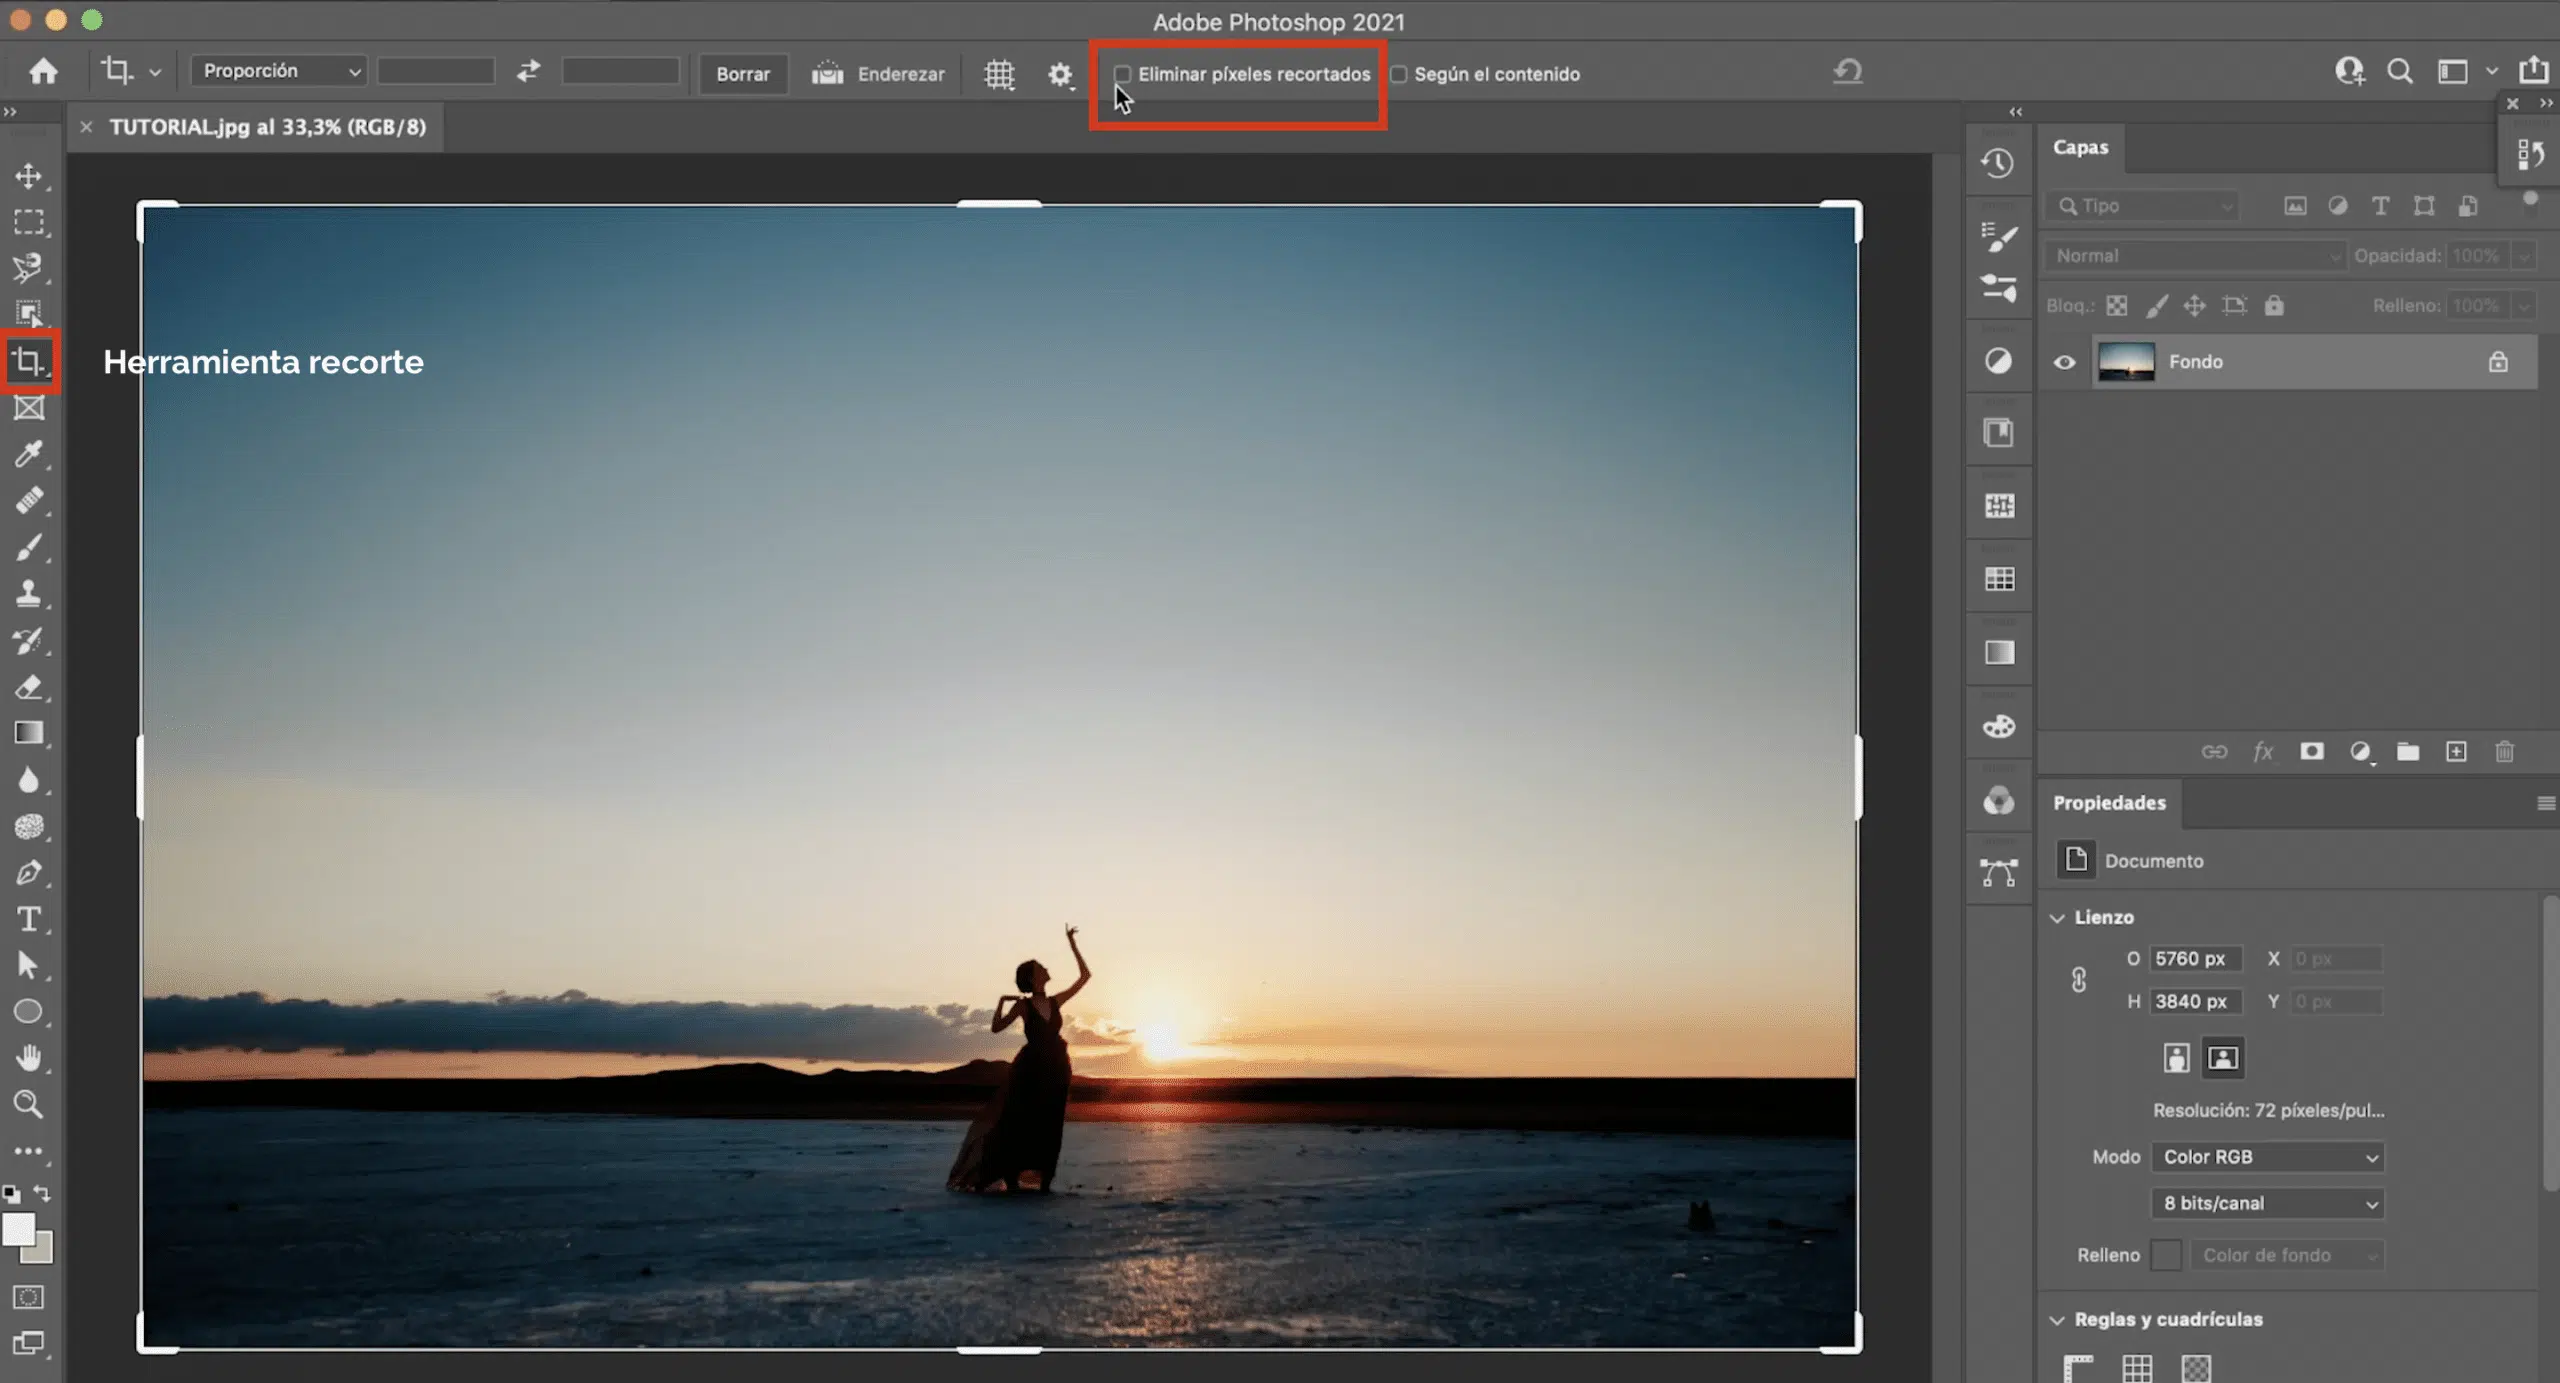 Adobe Photoshop 2021
Proporción
Borrar
Enderezar
Eliminar píxeles recortados
Según el contenido
TUTORIAL.jpg al 33,3% (RGB/8)
Herramienta recorte
Capas
Tipo
Normal
Opacidad: 100%
Bloq.:
Relleno: 100%
Fondo
fx
Propiedades
Documento
Lienzo
O 5760 px X 0 px
H 3840 px Y 0 px
Resolución: 72 píxeles/pul...
Modo Color RGB
8 bits/canal
Relleno Color de fondo
Reglas y cuadrículas